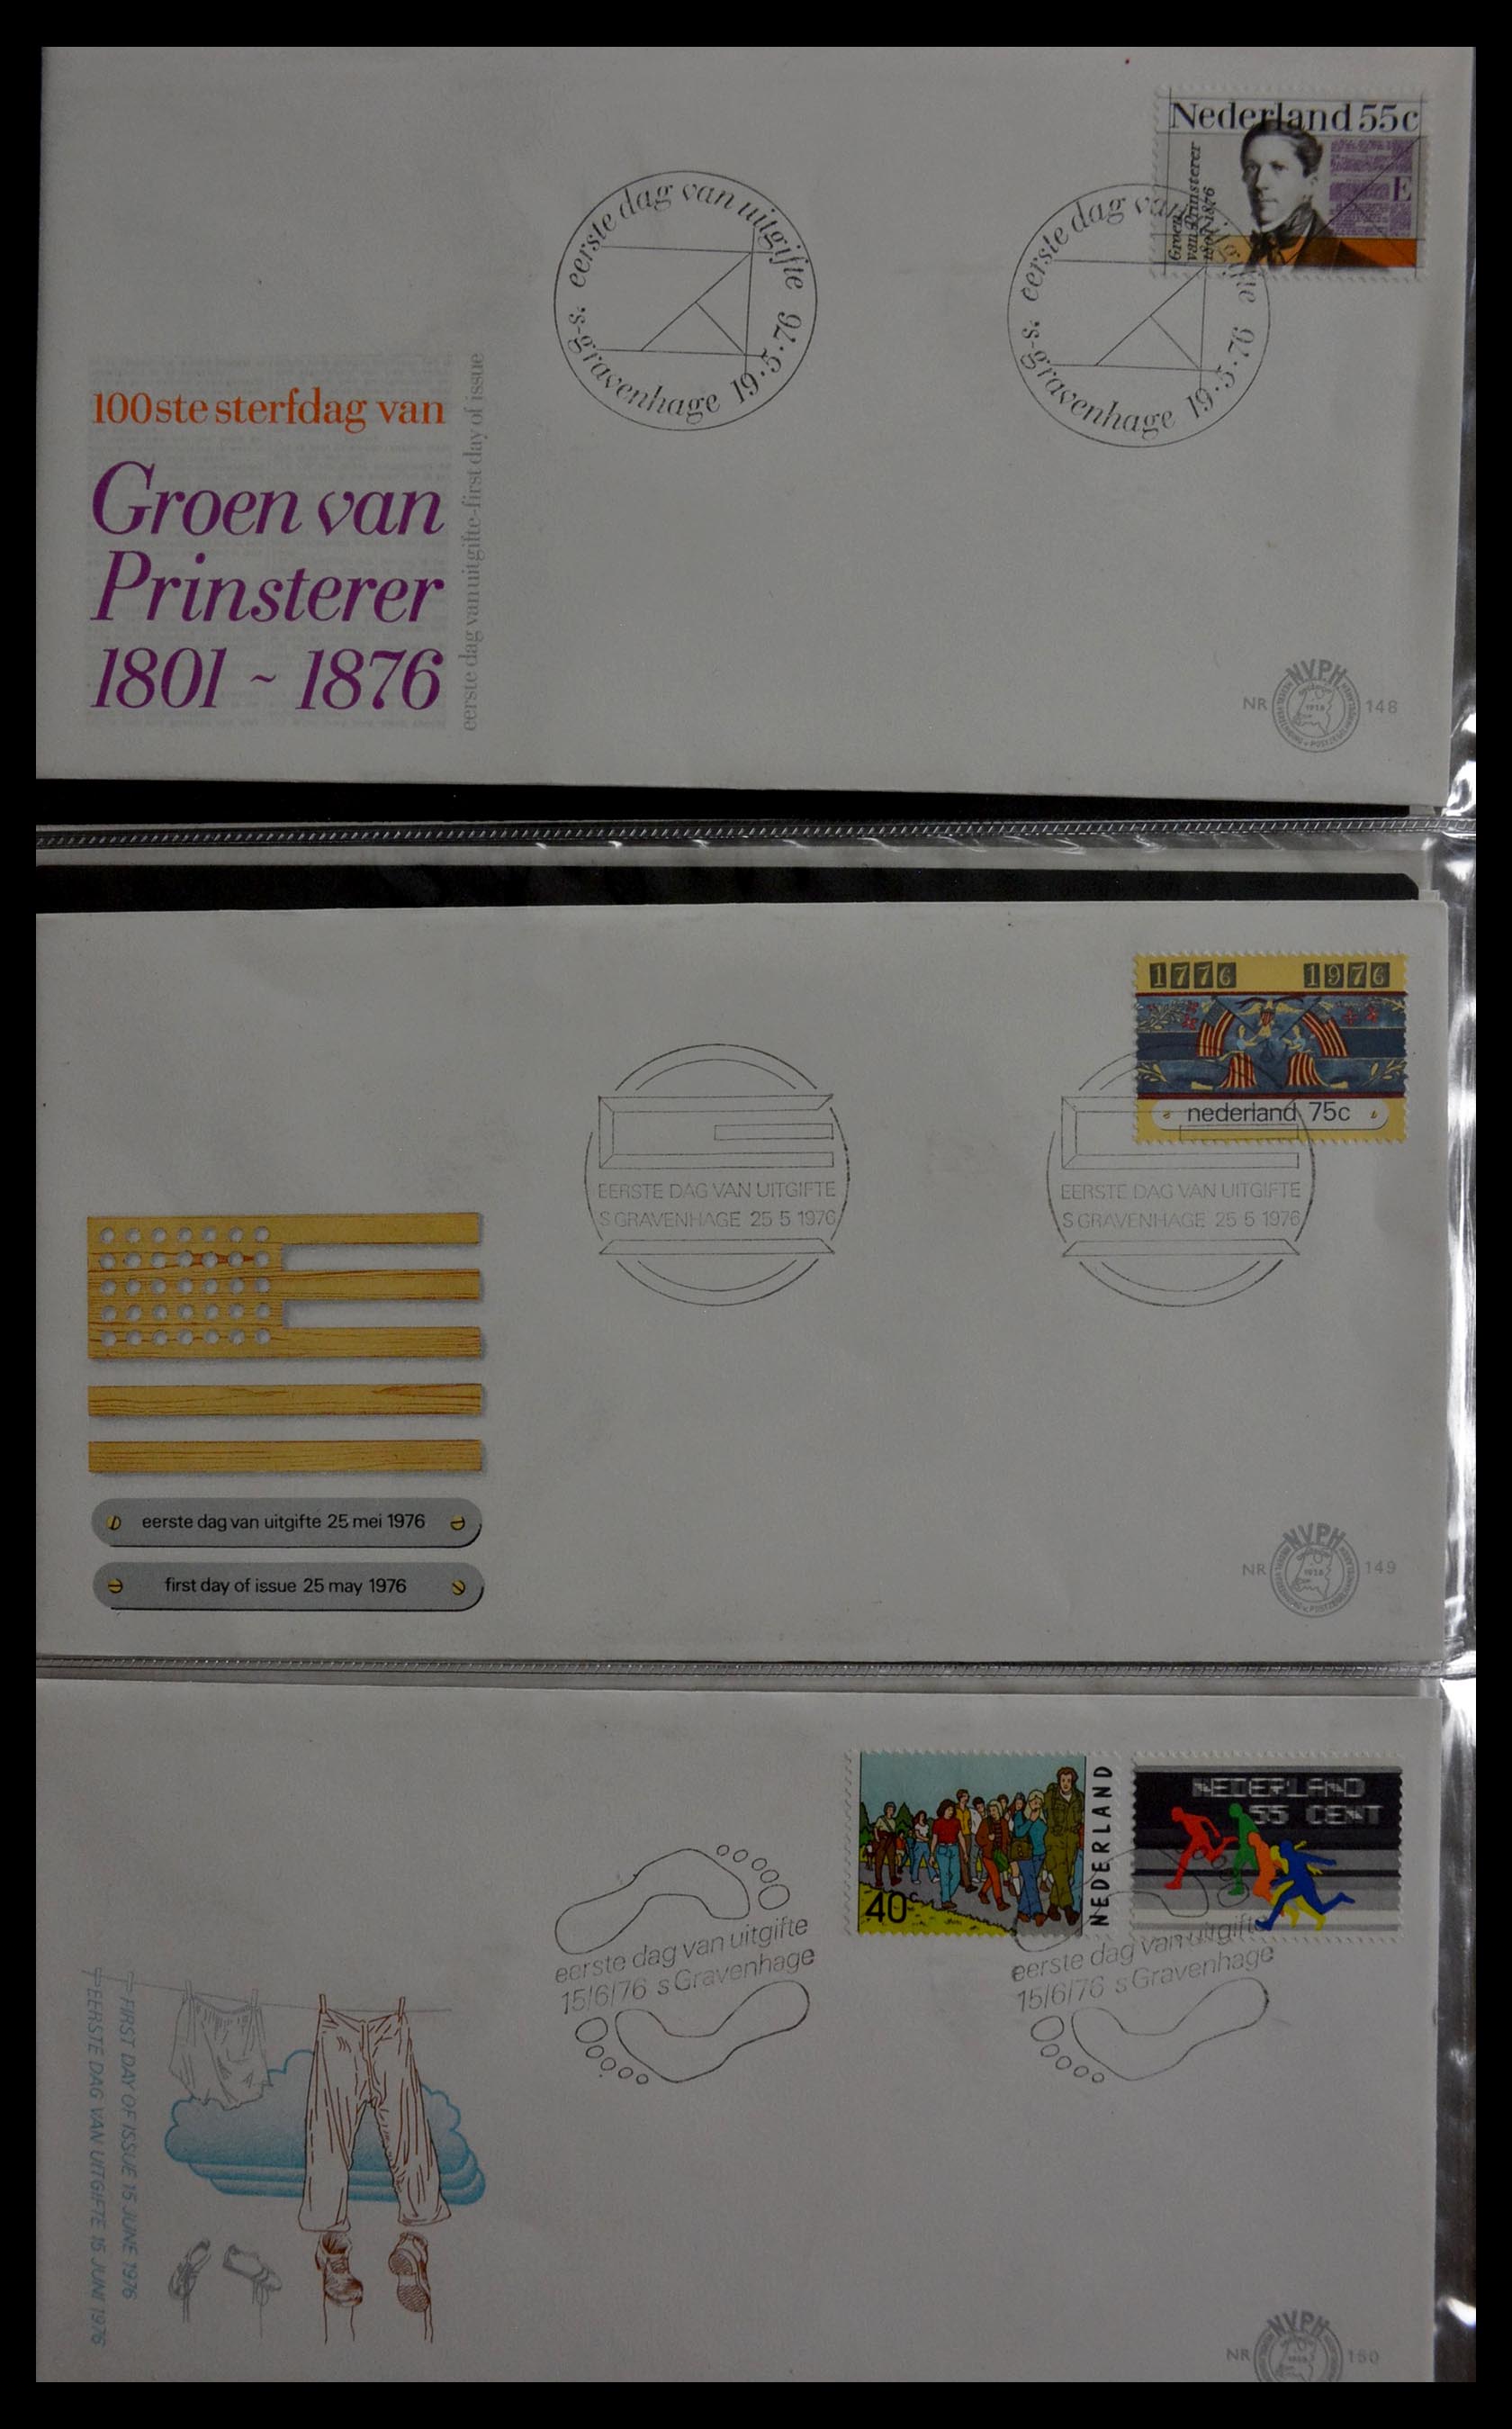 Nederland 55c
Groen
van Prinsterer
1801-1876
E
eerste dag van uitgifte
s-gravenhage 19·5·76
eerste dag van uitgifte
s-gravenhage 19·5·76
100ste sterfdag van
Groen van
Prinsterer
1801 ~ 1876
eerste dag van uitgifte-first day of issue
NR NVPH 148
1776 1976
nederland 75c
EERSTE DAG VAN UITGIFTE
S GRAVENHAGE 25 5 1976
EERSTE DAG VAN UITGIFTE
S GRAVENHAGE 25 5 1976
eerste dag van uitgifte 25 mei 1976
first day of issue 25 may 1976
NR NVPH 149
40c
NEDERLAND
NEDERLAND
55 CENT
eerste dag van uitgifte
15/6/76 s Gravenhage
eerste dag van uitgifte
15/6/76 s Gravenhage
FIRST DAY OF ISSUE 15 JUNE 1976
EERSTE DAG VAN UITGIFTE 15 JUNI 1976
NR NVPH 150